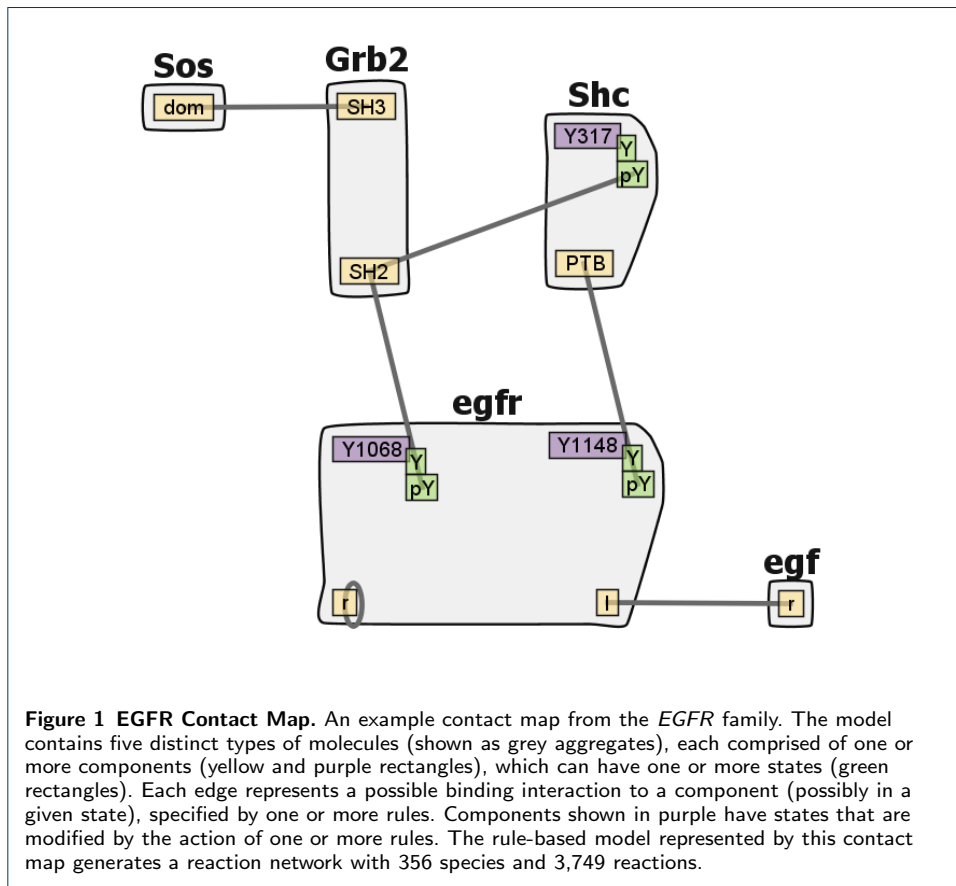 Sos
Grb2
Shc
dom
SH3
Y317
Y
pY
SH2
PTB
egfr
Y1068
Y
pY
Y1148
Y
pY
egf
r
l
r
Figure 1 EGFR Contact Map. An example contact map from the EGFR family. The model
contains five distinct types of molecules (shown as grey aggregates), each comprised of one or
more components (yellow and purple rectangles), which can have one or more states (green
rectangles). Each edge represents a possible binding interaction to a component (possibly in a
given state), specified by one or more rules. Components shown in purple have states that are
modified by the action of one or more rules. The rule-based model represented by this contact
map generates a reaction network with 356 species and 3,749 reactions.